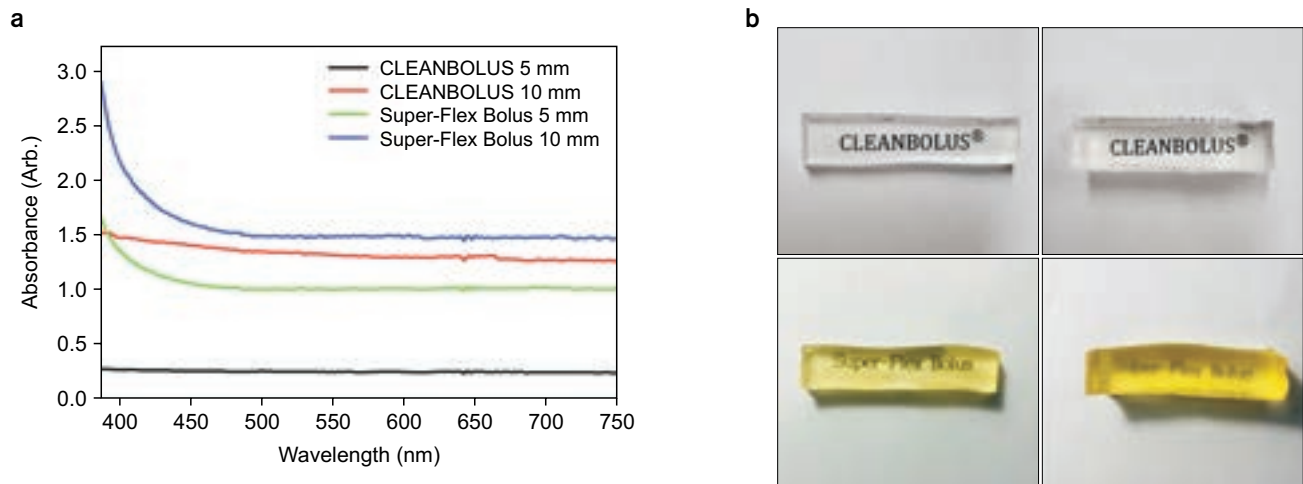 a
b
3.0
2.5
2.0
1.5
1.0
0.5
0.0
Absorbance (Arb.)
CLEANBOLUS 5 mm
CLEANBOLUS 10 mm
Super-Flex Bolus 5 mm
Super-Flex Bolus 10 mm
400 450 500 550 600 650 700 750
Wavelength (nm)
CLEANBOLUS®
CLEANBOLUS®
Super-Flex Bolus
Flex Bolus